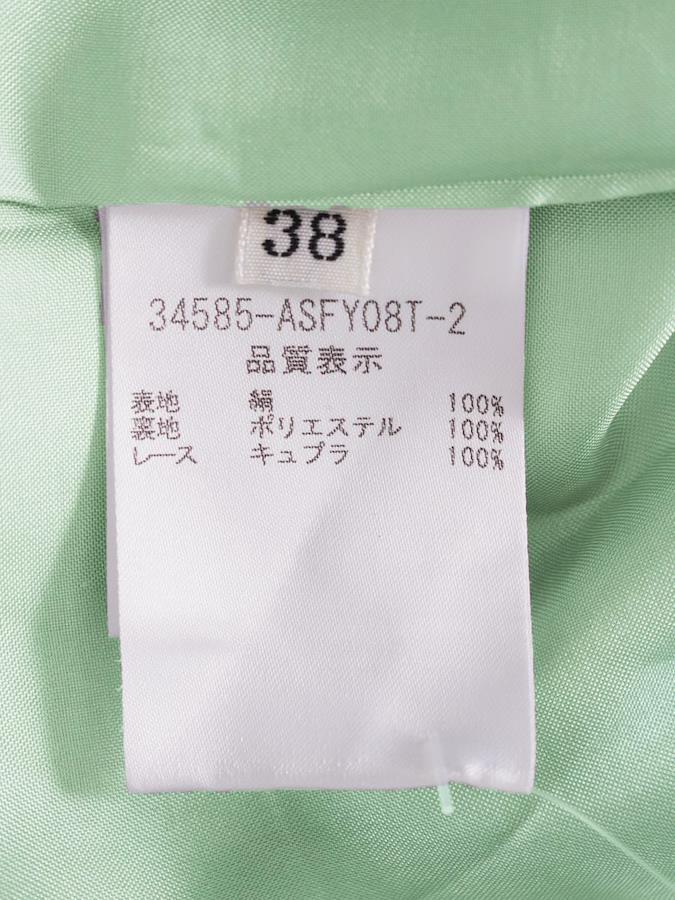 38
34585-ASFY08T-2
品質表示
表地 絹 100%
裏地 ポリエステル 100%
レース キュプラ 100%